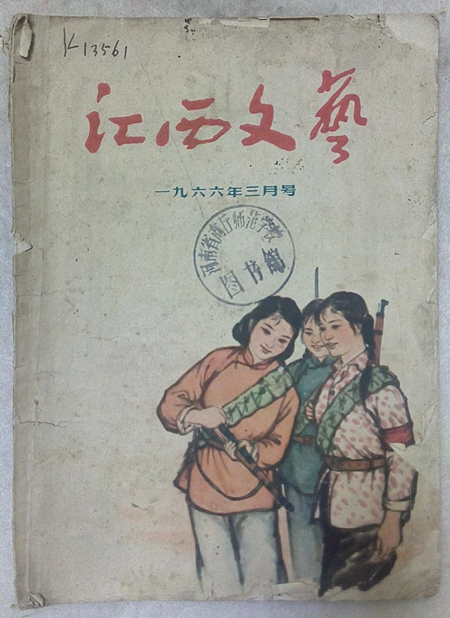 K13561
江西文藝
一九六六年三月号
河南省商丘师范学校
图书馆